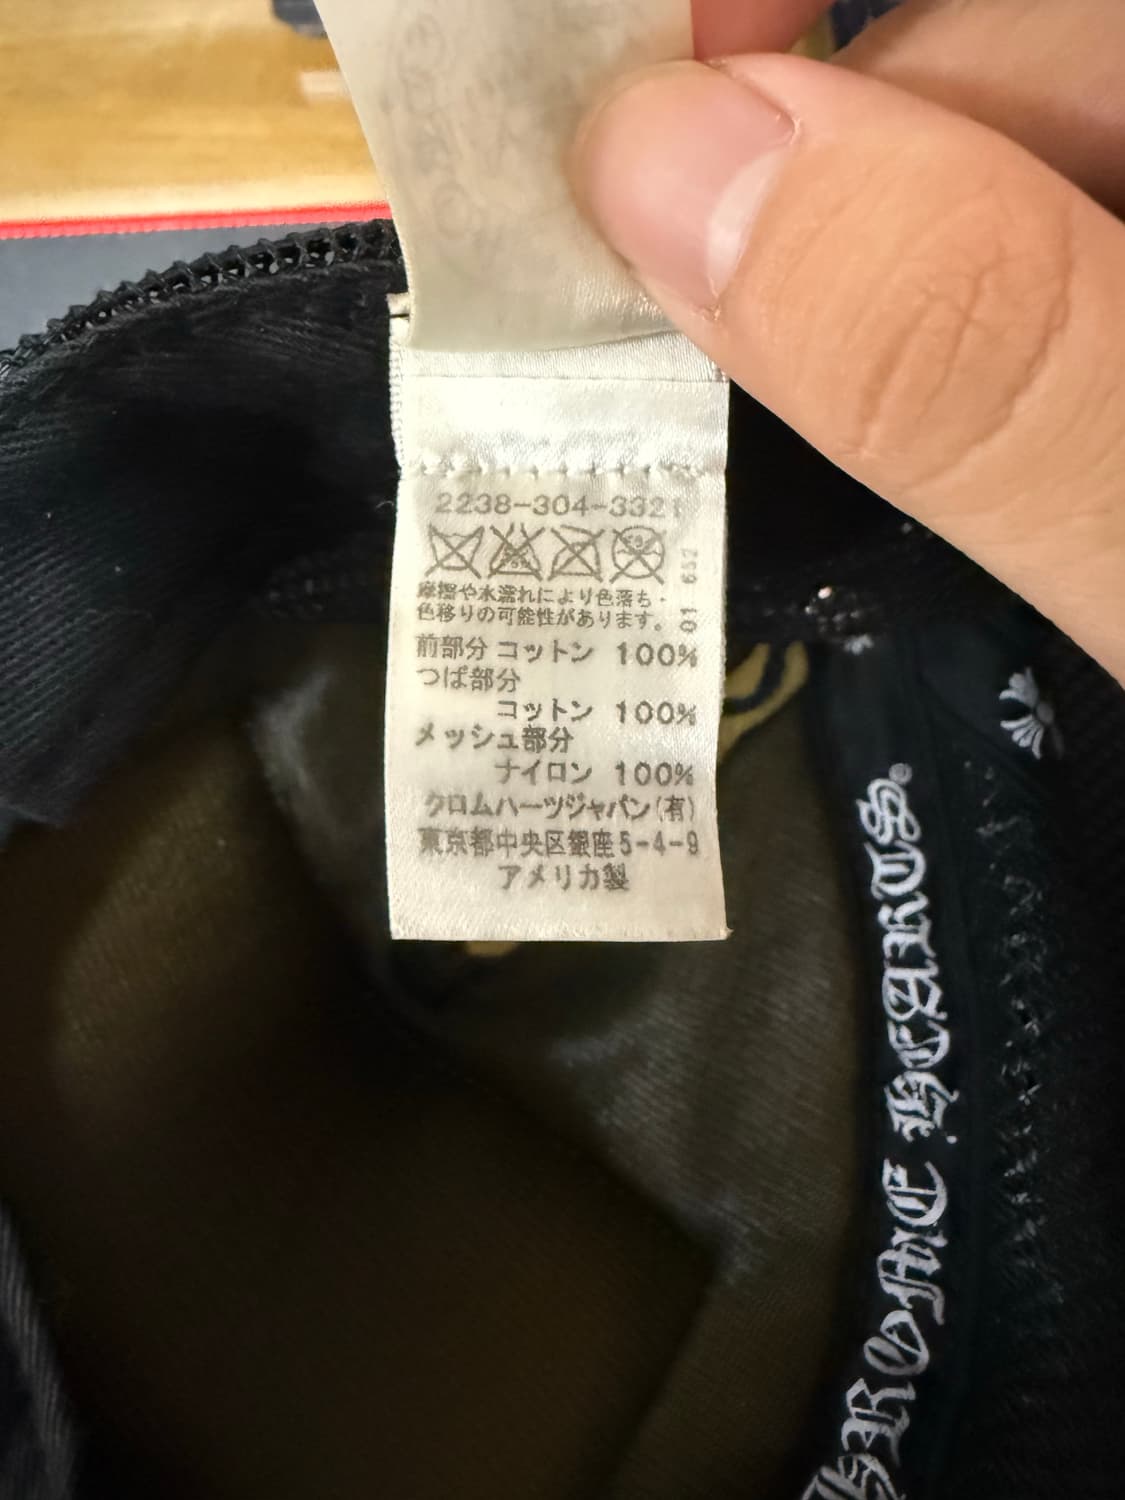 2238-304-3321
摩擦や水濡れにより色落ち・
色移りの可能性があります。
01 652
前部分 コットン 100%
つば部分
コットン 100%
メッシュ部分
ナイロン 100%
クロムハーツジャパン(有)
東京都中央区銀座5-4-9
アメリカ製
CHROME HEARTS®